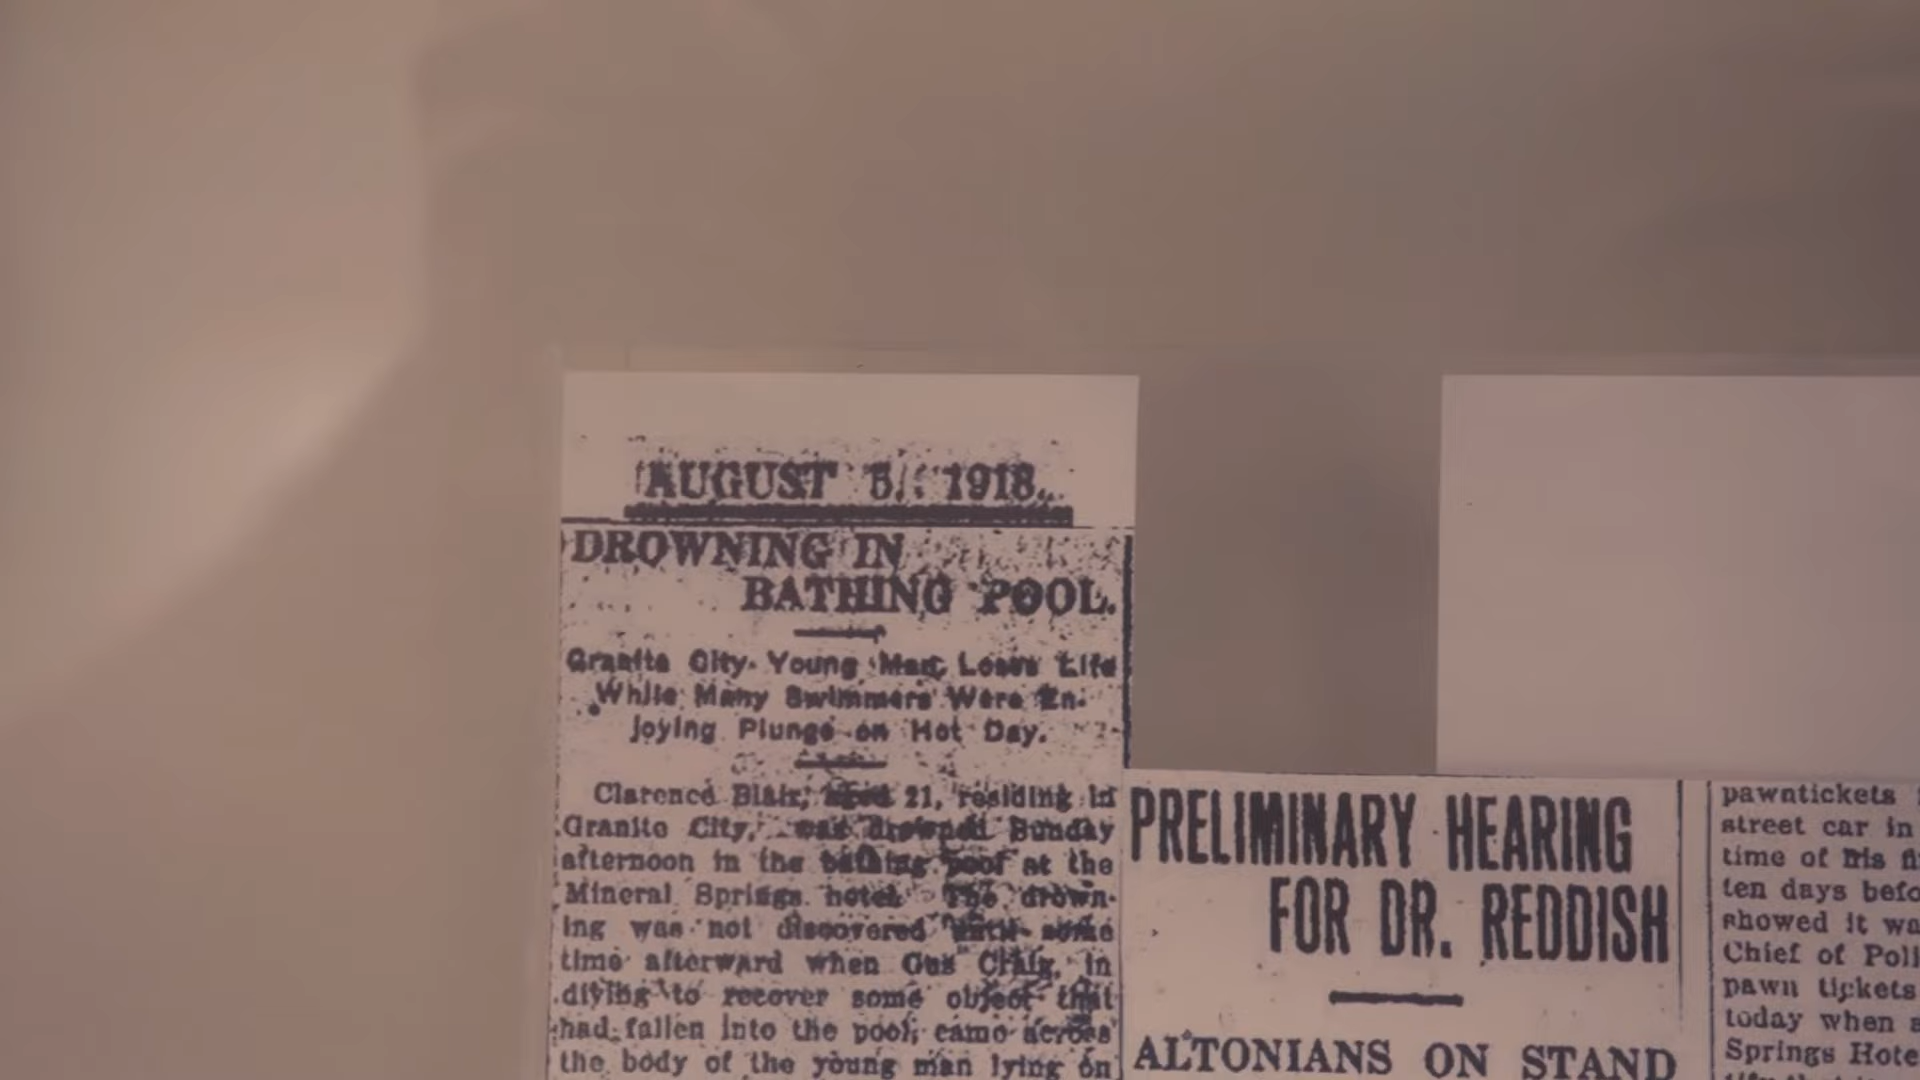 AUGUST 5, 1918.
DROWNING IN
BATHING POOL.
Granite City Young Man Loses Life
While Many Swimmers Were En-
joying Plunge on Hot Day.
Clarence Blair, aged 21, residing in
Granite City, was drowned Sunday
afternoon in the bathing pool at the
Mineral Springs hotel. The drown-
ing was not discovered until some
time afterward when Gus Craig, in
diving to recover some object that
had fallen into the pool, came across
the body of the young man lying on
PRELIMINARY HEARING
FOR DR. REDDISH
ALTONIANS ON STAND
pawntickets
street car in
time of his
ten days
showed it
Chief of
pawn tickets
today when
Springs